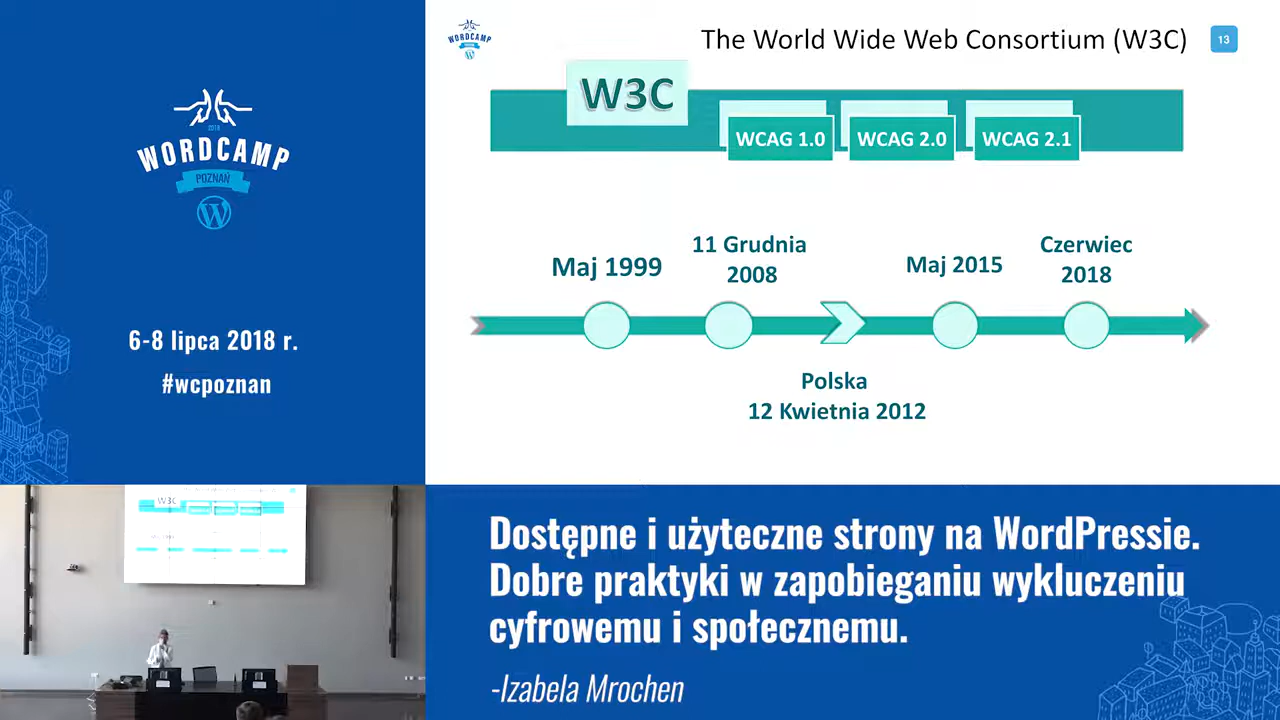 2018
WORDCAMP
POZNAŃ
6-8 lipca 2018 r.
#wcpoznan
WORDCAMP
The World Wide Web Consortium (W3C)
13
W3C
WCAG 1.0
WCAG 2.0
WCAG 2.1
Maj 1999
11 Grudnia
2008
Maj 2015
Czerwiec
2018
Polska
12 Kwietnia 2012
W3C
Dostępne i użyteczne strony na WordPressie.
Dobre praktyki w zapobieganiu wykluczeniu
cyfrowemu i społecznemu.
-Izabela Mrochen